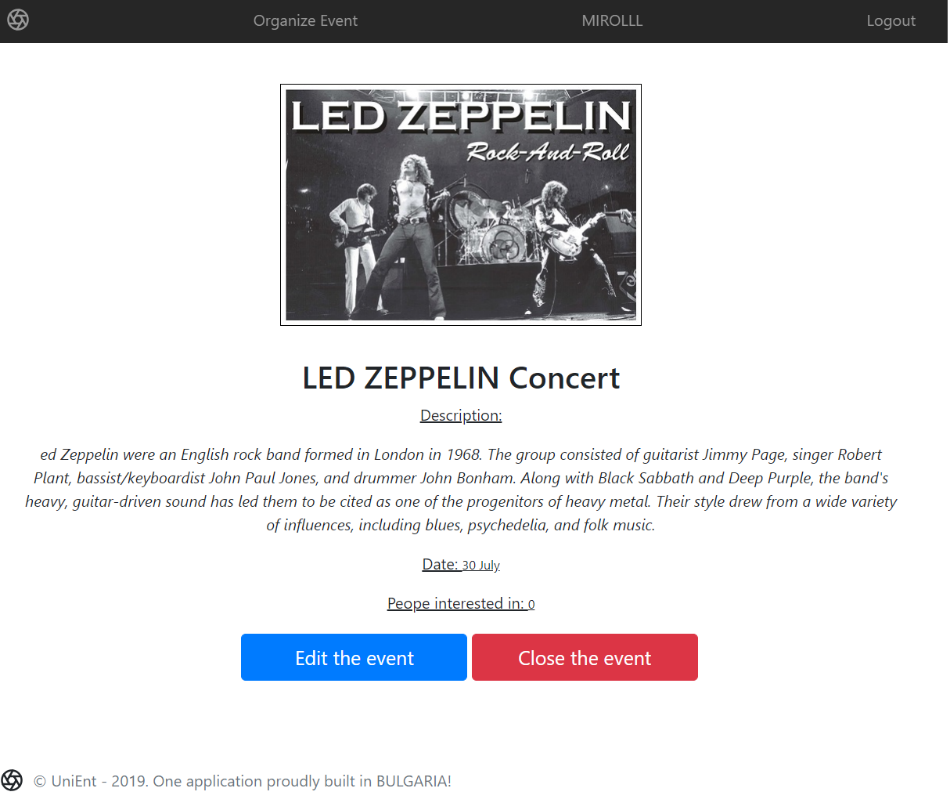 Organize Event MIROLLL Logout
LED ZEPPELIN
Rock-And-Roll
LED ZEPPELIN Concert
Description:
ed Zeppelin were an English rock band formed in London in 1968. The group consisted of guitarist Jimmy Page, singer Robert
Plant, bassist/keyboardist John Paul Jones, and drummer John Bonham. Along with Black Sabbath and Deep Purple, the band's
heavy, guitar-driven sound has led them to be cited as one of the progenitors of heavy metal. Their style drew from a wide variety
of influences, including blues, psychedelia, and folk music.
Date: 30 July
Peope interested in: 0
Edit the event Close the event
© UniEnt - 2019. One application proudly built in BULGARIA!